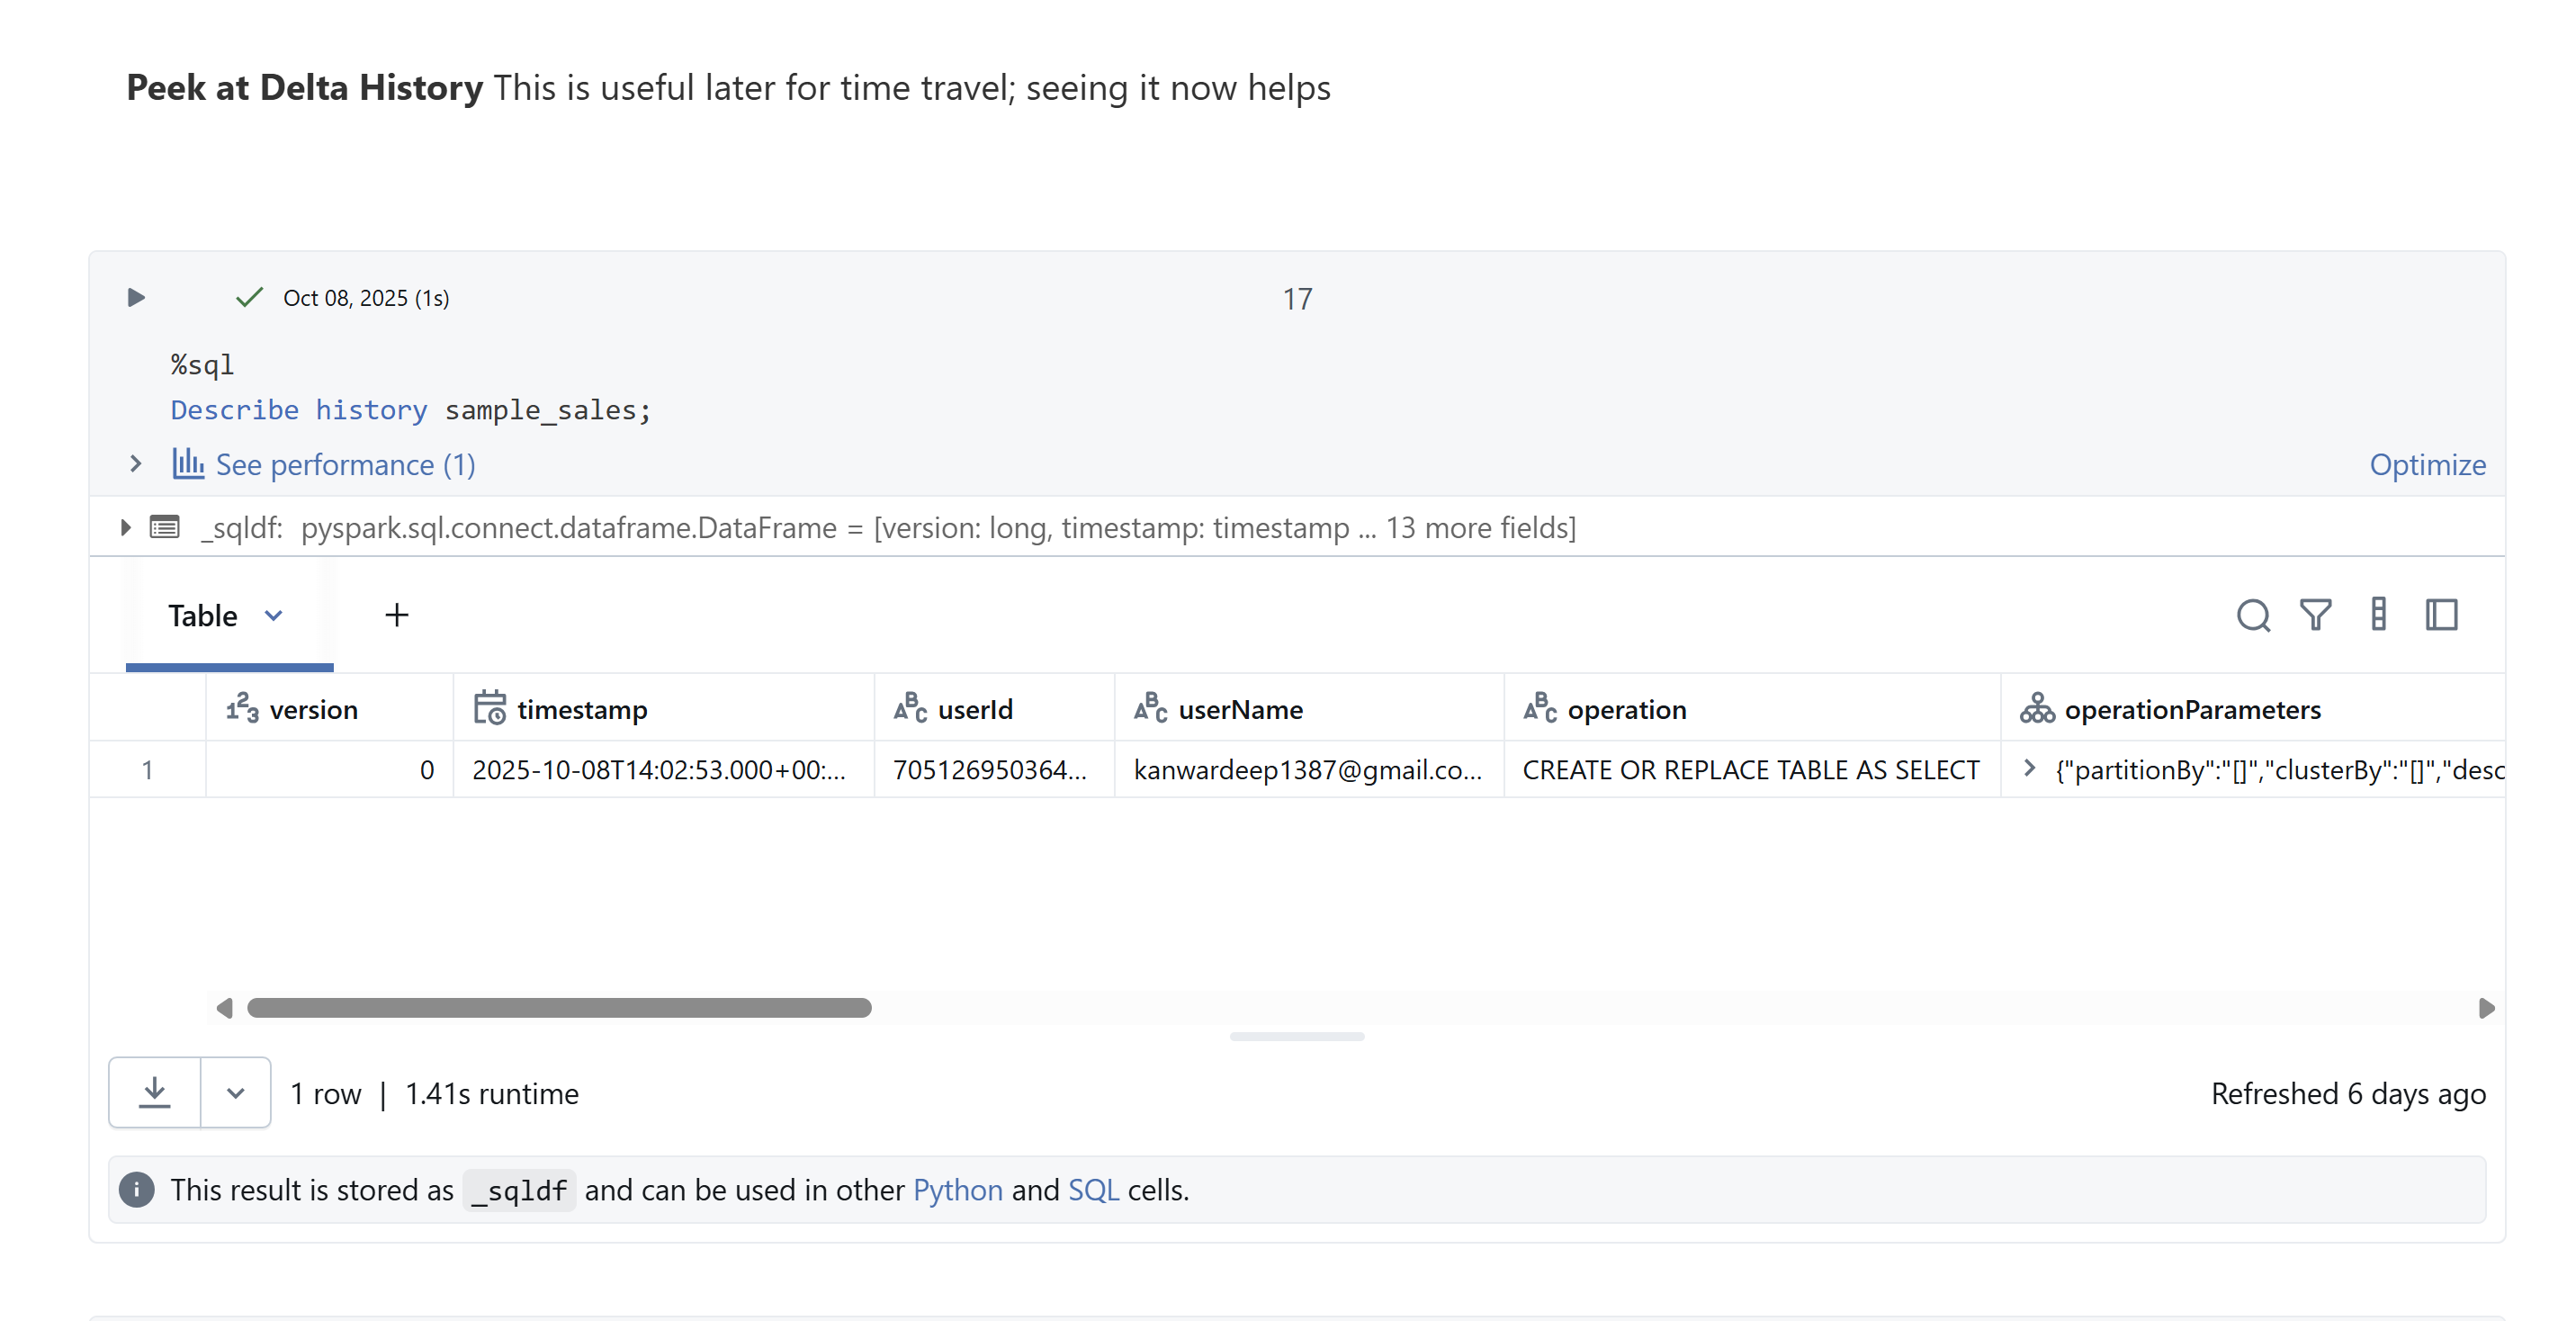 Peek at Delta History This is useful later for time travel; seeing it now helps
Oct 08, 2025 (1s)
17
%sql
Describe history sample_sales;
See performance (1)
Optimize
_sqldf: pyspark.sql.connect.dataframe.DataFrame = [version: long, timestamp: timestamp ... 13 more fields]
Table
version timestamp userId userName operation operationParameters
1 0 2025-10-08T14:02:53.000+00:... 705126950364... kanwardeep1387@gmail.co... CREATE OR REPLACE TABLE AS SELECT {"partitionBy":"[]","clusterBy":"[]","desc
1 row | 1.41s runtime
Refreshed 6 days ago
This result is stored as _sqldf and can be used in other Python and SQL cells.